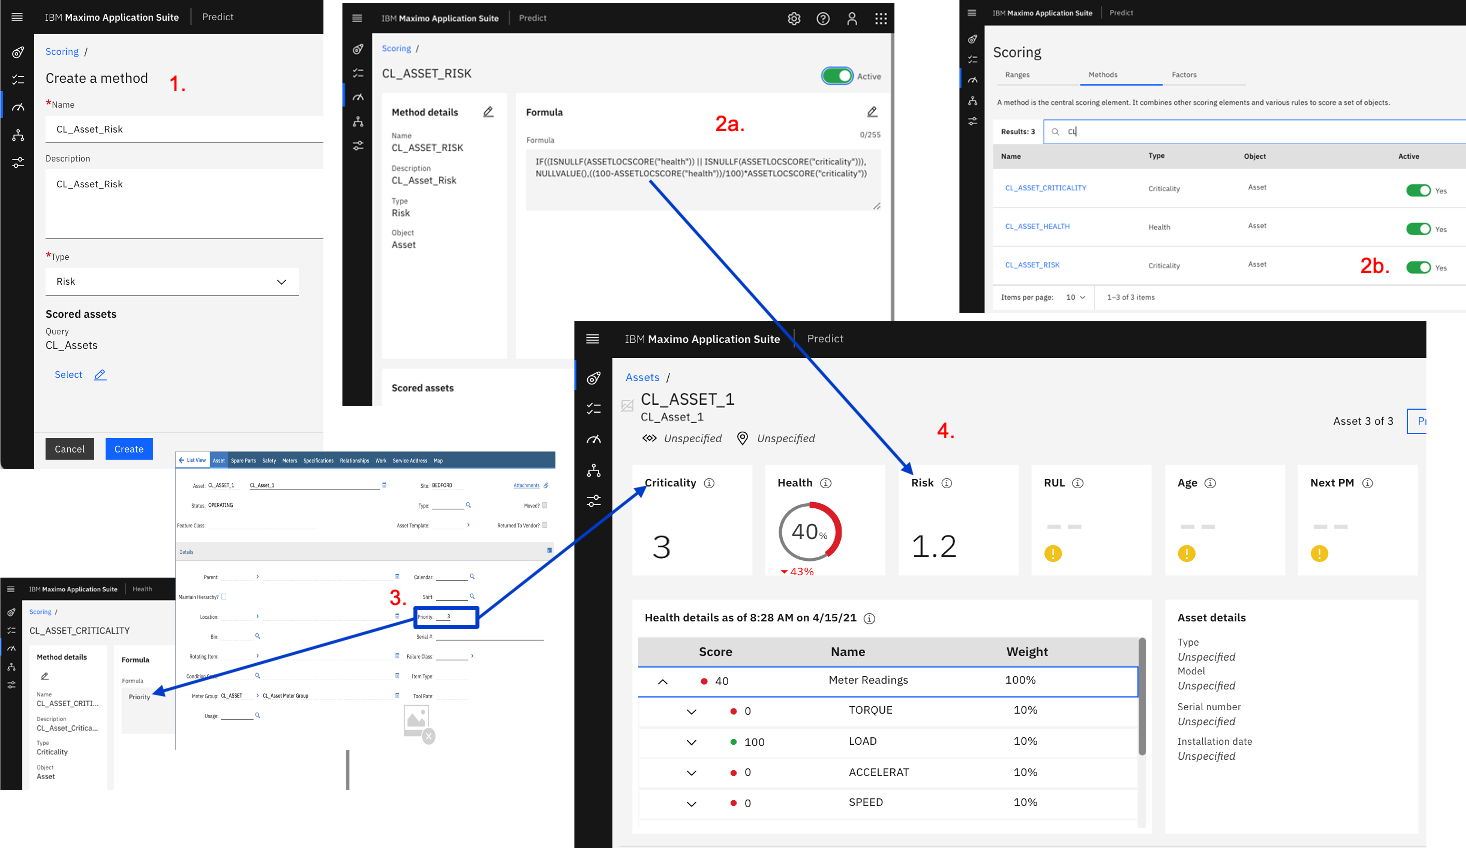 IBM Maximo Application Suite Predict
Scoring /
Create a method
1.
*Name
CL_Asset_Risk
Description
CL_Asset_Risk
*Type
Risk
Scored assets
Query
CL_Assets
Select
Cancel
Create
IBM Maximo Application Suite Predict
Scoring /
CL_ASSET_RISK
Active
Method details
Name
CL_ASSET_RISK
Description
CL_Asset_Risk
Type
Risk
Object
Asset
Formula
2a.
0/255
Formula
IF((ISNULLF(ASSETLOCSCORE("health")) || ISNULLF(ASSETLOCSCORE("criticality"))),
NULLVALUE(),((100-ASSETLOCSCORE("health"))/100)*ASSETLOCSCORE("criticality"))
Scored assets
IBM Maximo Application Suite Predict
Scoring
Ranges Methods Factors
A method is the central scoring element. It combines other scoring elements and various rules to score a set of objects.
Results: 3 CL
Name Type Object Active
CL_ASSET_CRITICALITY Criticality Asset Yes
CL_ASSET_HEALTH Health Asset Yes
CL_ASSET_RISK Criticality Asset 2b. Yes
Items per page: 10 1–3 of 3 items
List View Asset Spare Parts Safety Meters Specifications Relationships Work Service Address Map
Asset: CL_ASSET_1 CL_Asset_1 Site: BEDFORD Attachments
Status: OPERATING Type: Moved?
Feature Class: Asset Template: Returned To Vendor?
Details
Parent: Calendar:
Maintain Hierarchy? Shift:
3.
Location: Priority: 3
Bin: Serial #:
Rotating Item: Failure Class:
Item Type:
Meter Group: CL_ASSET CL_Asset Meter Group Tool Rate:
Usage:
IBM Maximo Application Suite Health
Scoring /
CL_ASSET_CRITICALITY
Method details
Name
CL_ASSET_CRITI...
Description
CL_Asset_Critica...
Type
Criticality
Object
Asset
Formula
Formula
Priority
IBM Maximo Application Suite Predict
Assets /
CL_ASSET_1
CL_Asset_1
Unspecified Unspecified
4.
Asset 3 of 3
Criticality
3
Health
40%
43%
Risk
1.2
RUL
-- --
Age
-- --
Next PM
-- --
Health details as of 8:28 AM on 4/15/21
Score Name Weight
40 Meter Readings 100%
0 TORQUE 10%
100 LOAD 10%
0 ACCELERAT 10%
0 SPEED 10%
Asset details
Type
Unspecified
Model
Unspecified
Serial number
Unspecified
Installation date
Unspecified